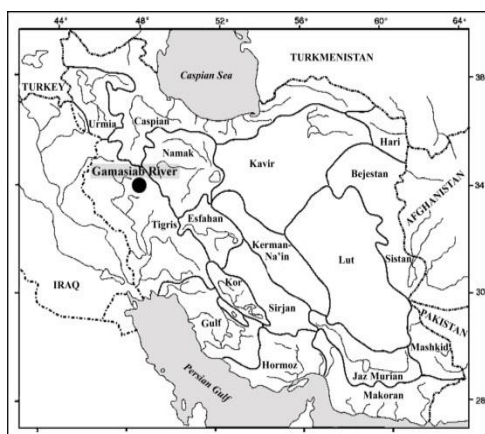 44° 48° 52° 56° 60° 64°
Caspian Sea
TURKMENISTAN
38
TURKEY
Urmia
Caspian
Hari
Namak
Kavir
Gamasiab River
Bejestan
34
AFGHANISTAN
Esfahan
Tigris
Kerman-
Na'in
Lut
Sistan
IRAQ
Kor
Sirjan
30
PAKISTAN
Gulf
Mashkid
Hormoz
Jaz Murian
Persian Gulf
Makoran
26